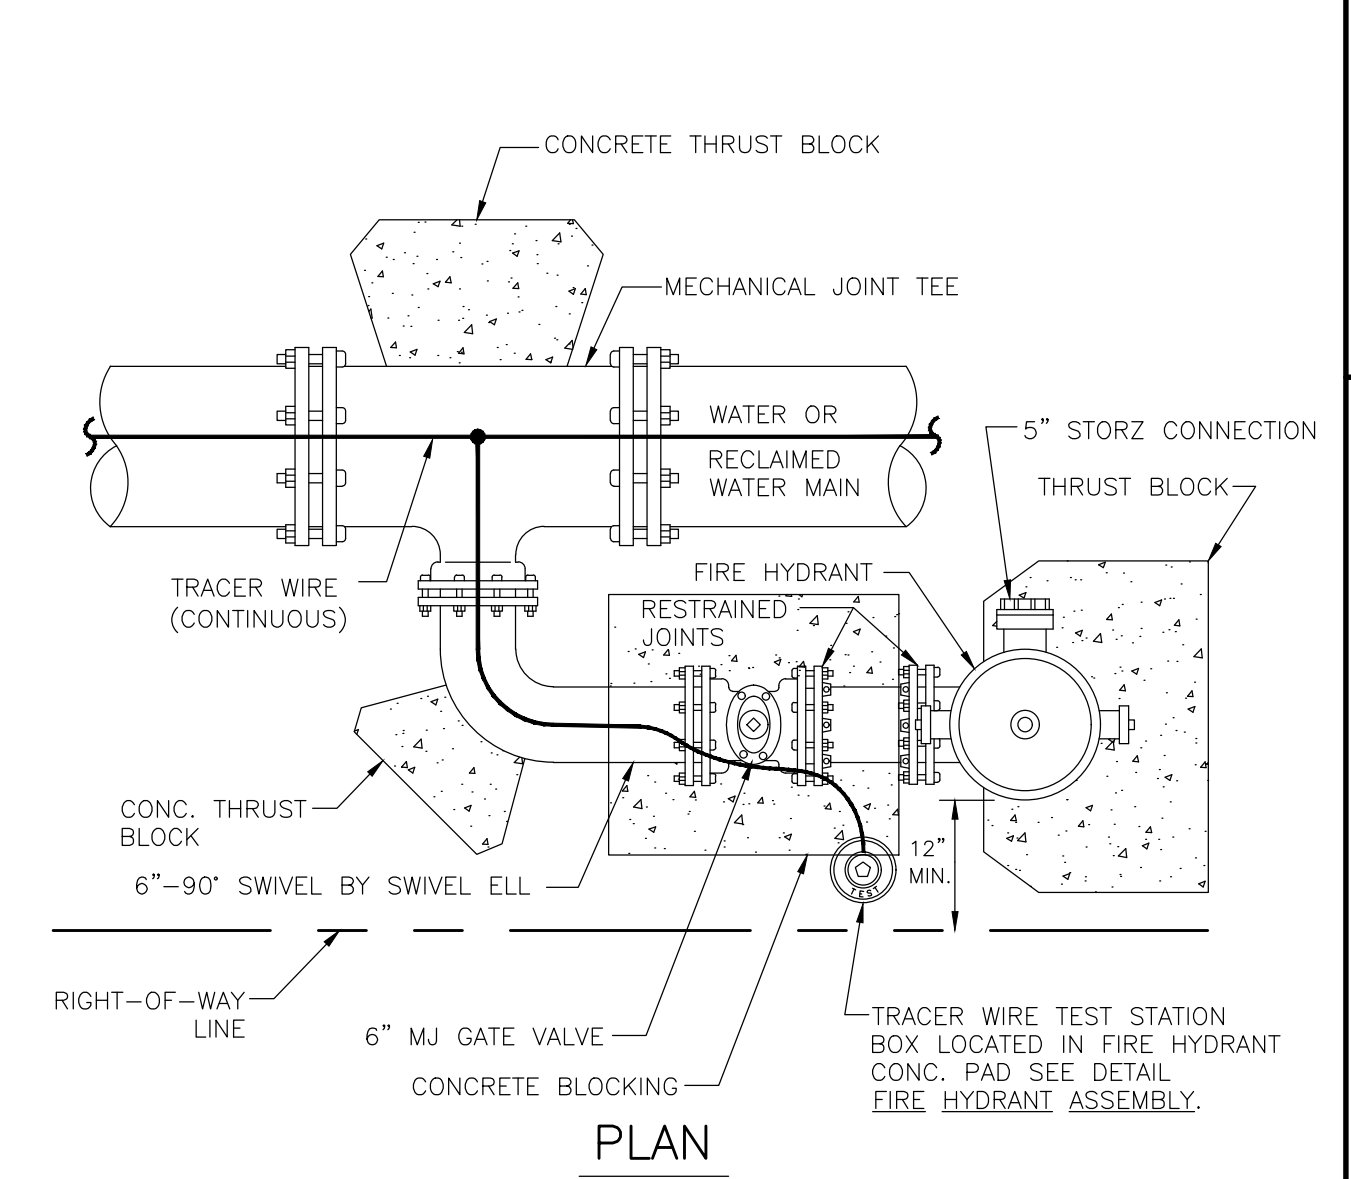 CONCRETE THRUST BLOCK
MECHANICAL JOINT TEE
WATER OR
RECLAIMED
WATER MAIN
5" STORZ CONNECTION
THRUST BLOCK
FIRE HYDRANT
TRACER WIRE
(CONTINUOUS)
RESTRAINED
JOINTS
CONC. THRUST
BLOCK
12"
MIN.
6"-90° SWIVEL BY SWIVEL ELL
TEST
RIGHT-OF-WAY
LINE
6" MJ GATE VALVE
CONCRETE BLOCKING
TRACER WIRE TEST STATION
BOX LOCATED IN FIRE HYDRANT
CONC. PAD SEE DETAIL
FIRE HYDRANT ASSEMBLY.
PLAN